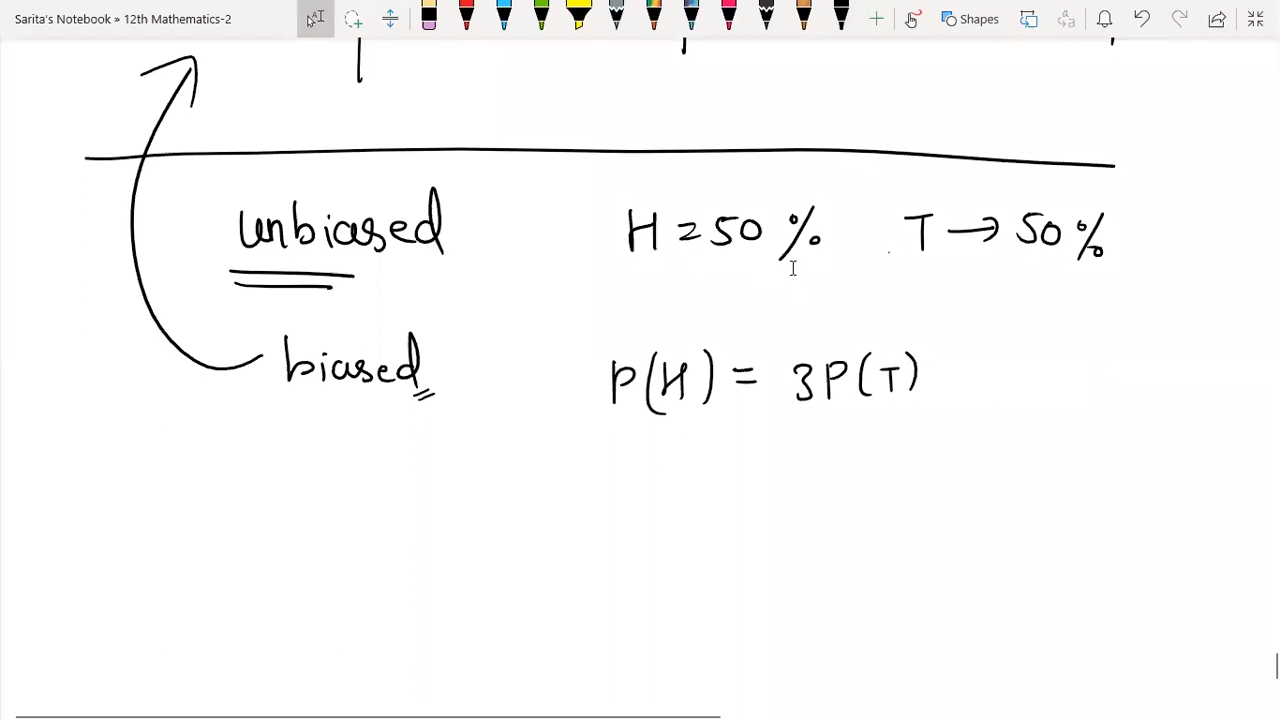 Sarita's Notebook » 12th Mathematics-2
Shapes
unbiased H = 50 % T → 50 %
biased P(H) = 3P(T)